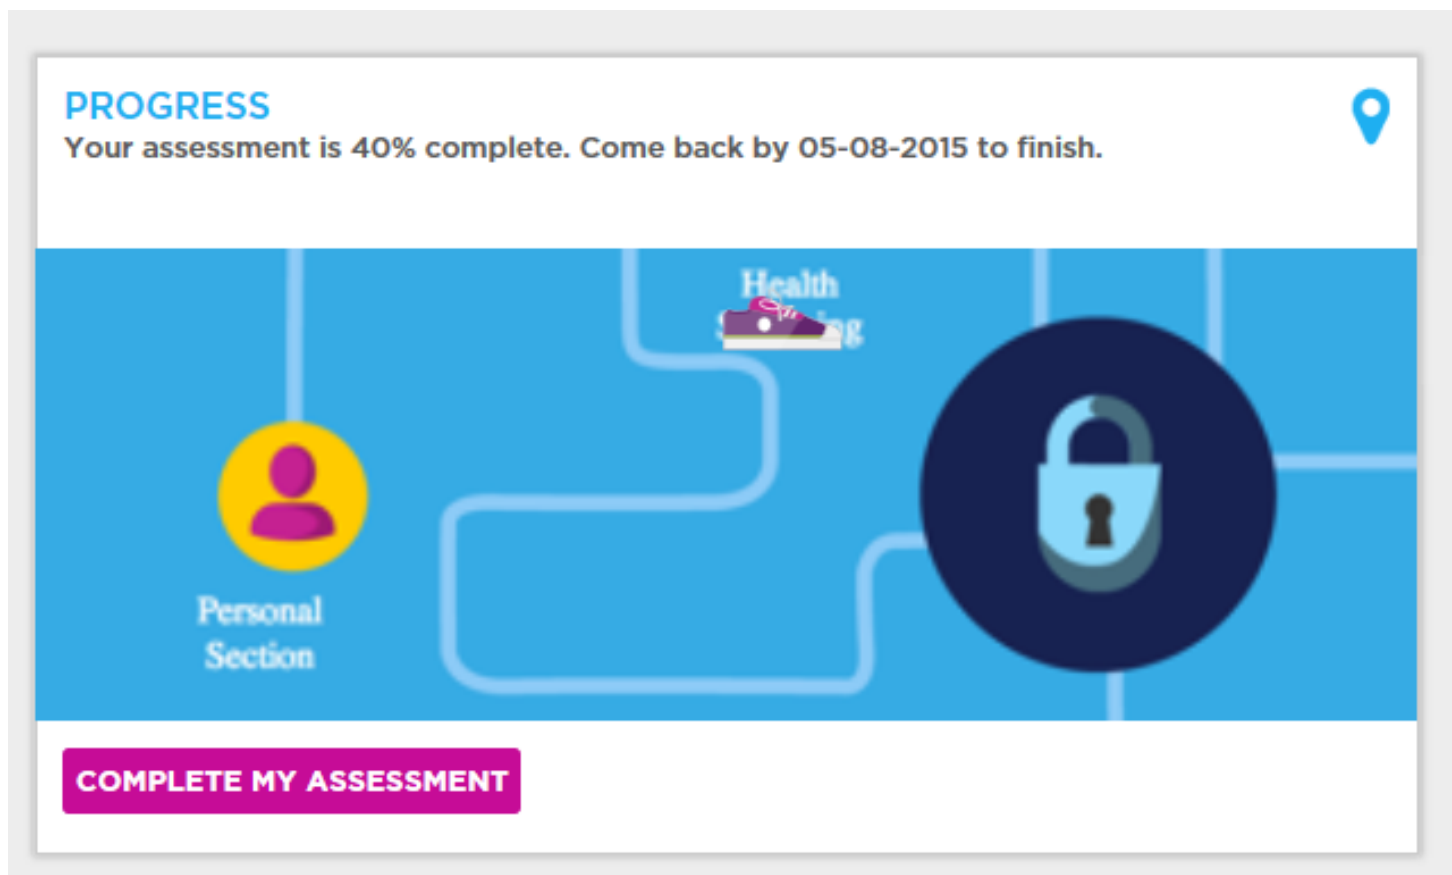 PROGRESS
Your assessment is 40% complete. Come back by 05-08-2015 to finish.
Health
Personal
Section
COMPLETE MY ASSESSMENT